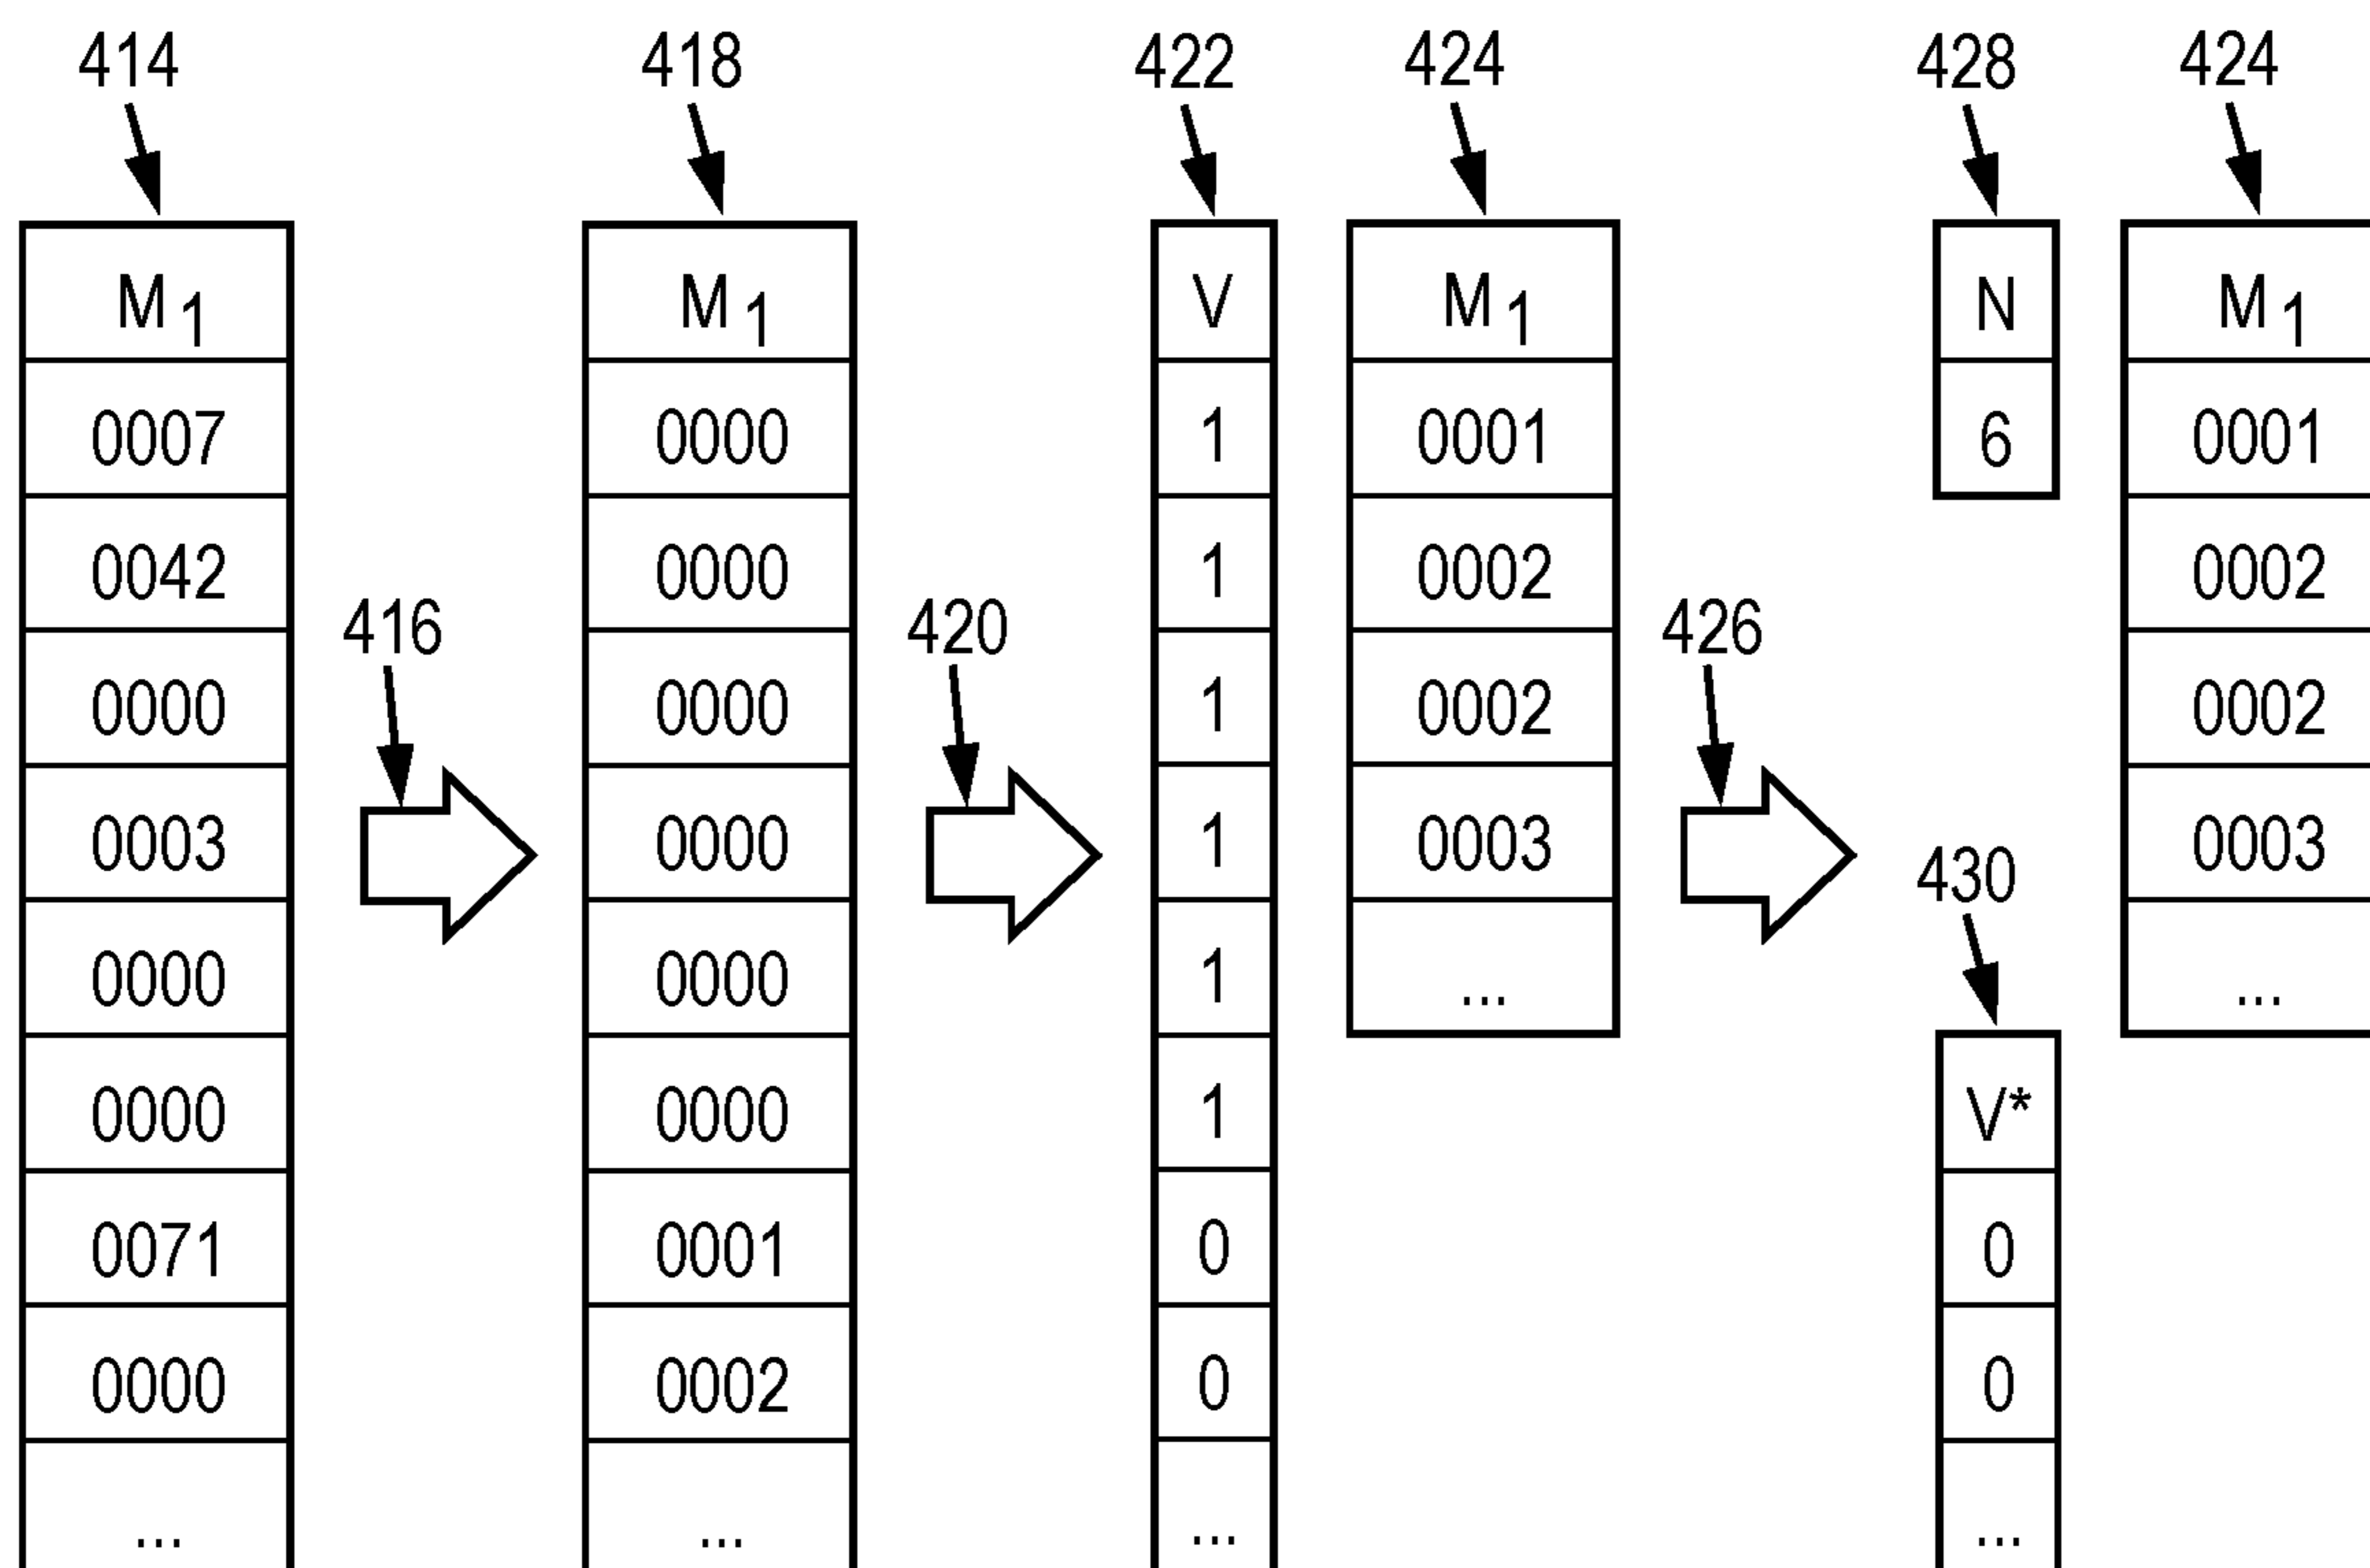 414 418 422 424 428 424
M1 M1 V M1 N M1
0007 0000 1 0001 6 0001
0042 0000 1 0002 0002
416 420 426
0000 0000 1 0002 0002
0003 0000 1 0003 0003
430
0000 0000 1 ... ...
0000 0000 1 V*
0071 0001 0 0
0000 0002 0 0
... ... ... ...